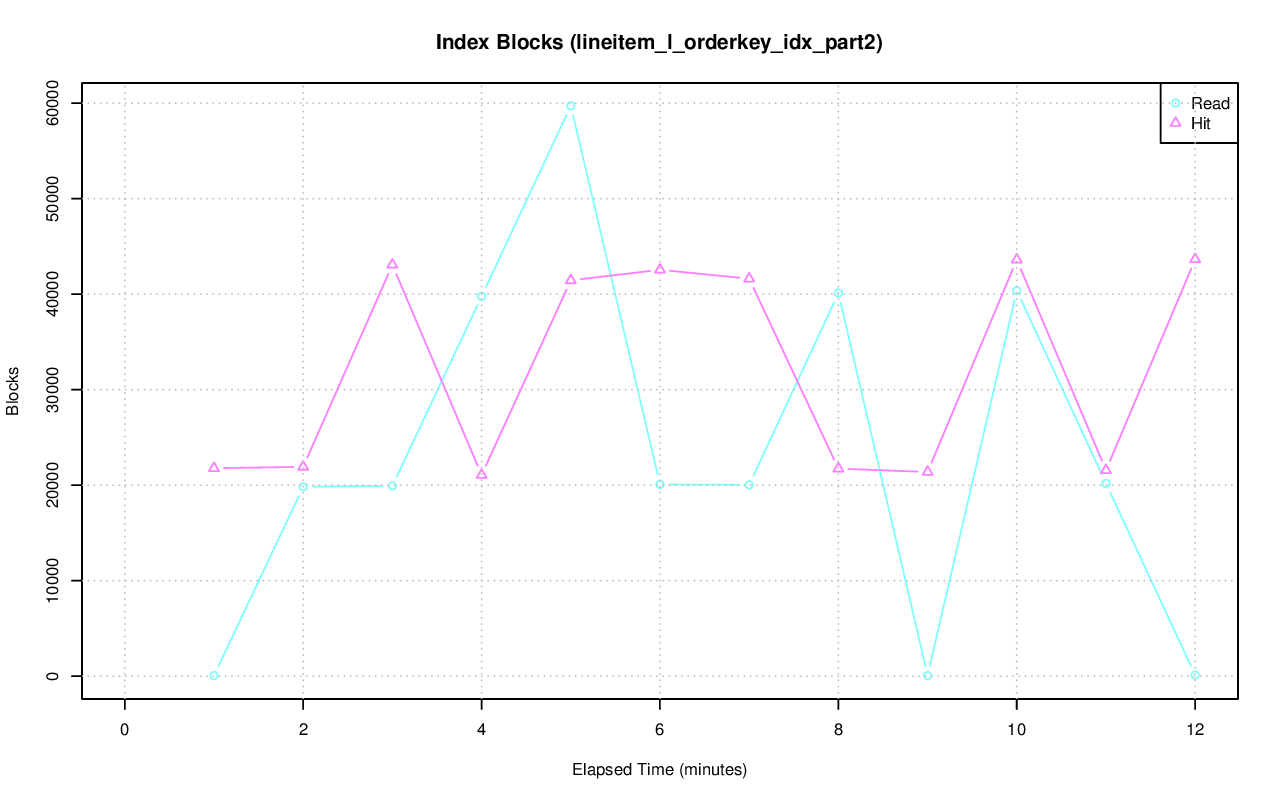 Index Blocks (lineitem_l_orderkey_idx_part2)
Read
Hit
60000
50000
40000
30000
20000
10000
0
Blocks
0 2 4 6 8 10 12
Elapsed Time (minutes)